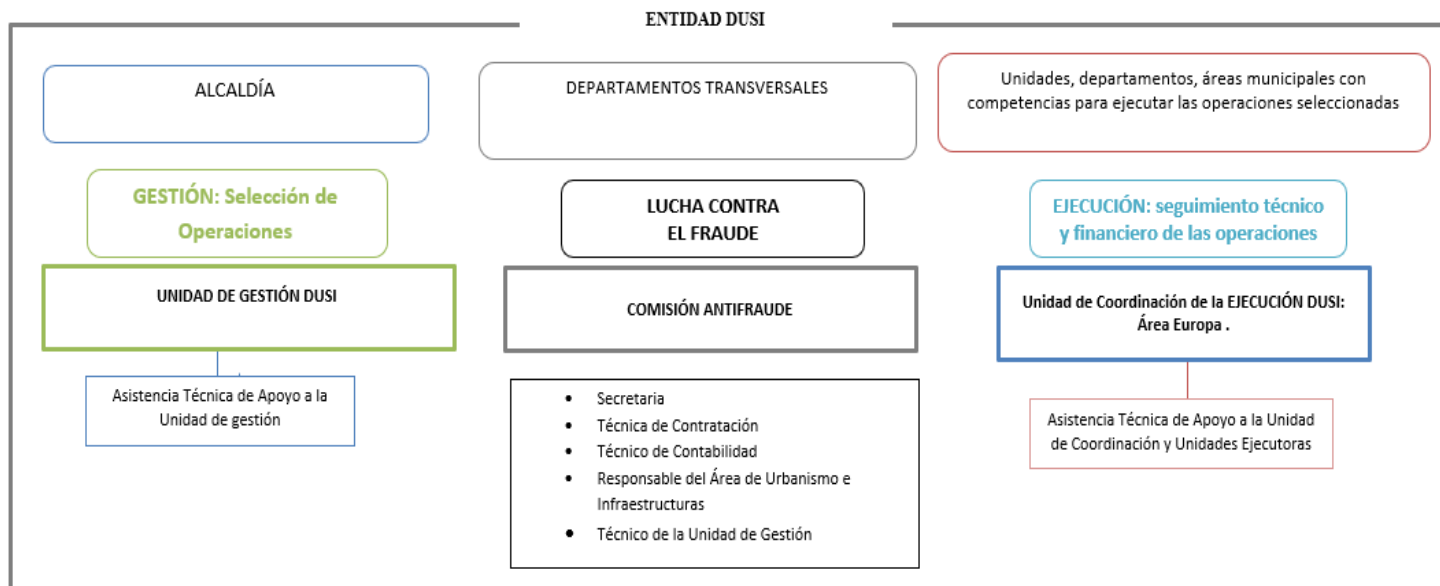 ENTIDAD DUSI
ALCALDÍA
DEPARTAMENTOS TRANSVERSALES
Unidades, departamentos, áreas municipales con
competencias para ejecutar las operaciones seleccionadas
GESTIÓN: Selección de
Operaciones
LUCHA CONTRA
EL FRAUDE
EJECUCIÓN: seguimiento técnico
y financiero de las operaciones
UNIDAD DE GESTIÓN DUSI
COMISIÓN ANTIFRAUDE
Unidad de Coordinación de la EJECUCIÓN DUSI:
Área Europa .
Asistencia Técnica de Apoyo a la
Unidad de gestión
• Secretaria
• Técnica de Contratación
• Técnico de Contabilidad
• Responsable del Área de Urbanismo e
Infraestructuras
• Técnico de la Unidad de Gestión
Asistencia Técnica de Apoyo a la Unidad
de Coordinación y Unidades Ejecutoras